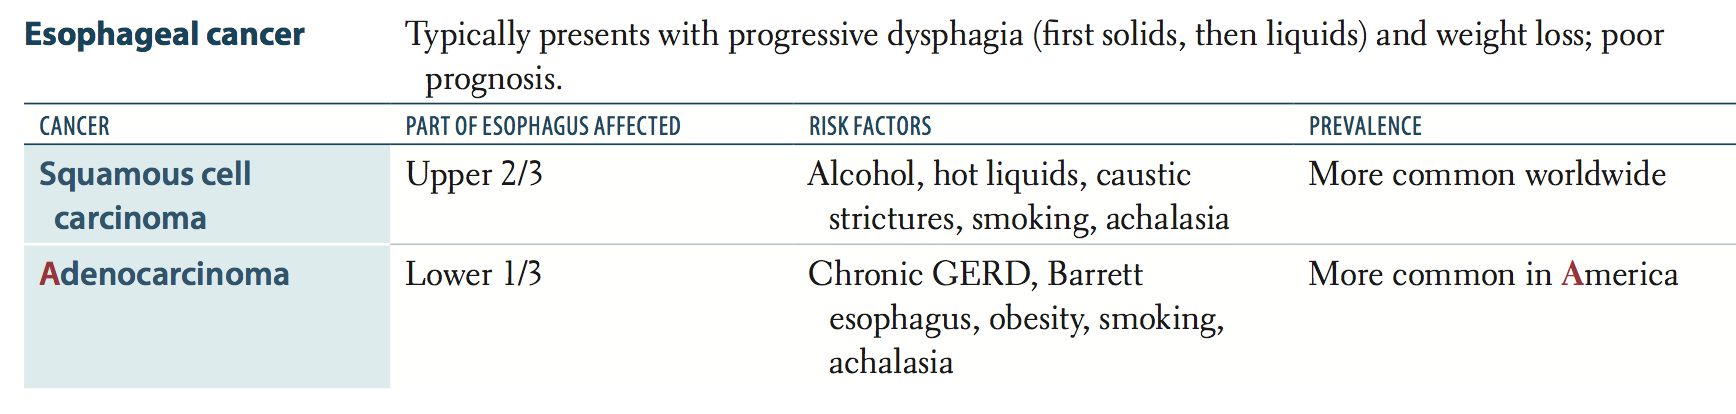 Esophageal cancer Typically presents with progressive dysphagia (first solids, then liquids) and weight loss; poor
prognosis.
CANCER PART OF ESOPHAGUS AFFECTED RISK FACTORS PREVALENCE
Squamous cell Upper 2/3 Alcohol, hot liquids, caustic More common worldwide
carcinoma strictures, smoking, achalasia
Adenocarcinoma Lower 1/3 Chronic GERD, Barrett More common in America
esophagus, obesity, smoking,
achalasia